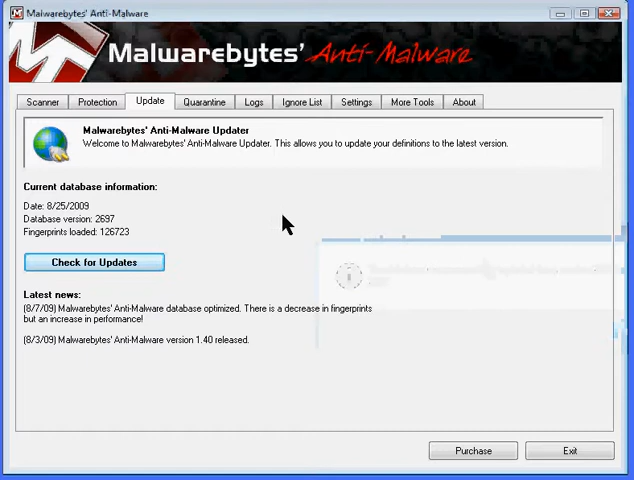 Malwarebytes' Anti-Malware
Malwarebytes' Anti-Malware
Scanner Protection Update Quarantine Logs Ignore List Settings More Tools About
Malwarebytes' Anti-Malware Updater
Welcome to Malwarebytes' Anti-Malware Updater. This allows you to update your definitions to the latest version.
Current database information:
Date: 8/25/2009
Database version: 2697
Fingerprints loaded: 126723
Check for Updates
Latest news:
(8/7/09) Malwarebytes' Anti-Malware database optimized. There is a decrease in fingerprints
but an increase in performance!
(8/3/09) Malwarebytes' Anti-Malware version 1.40 released.
Purchase Exit